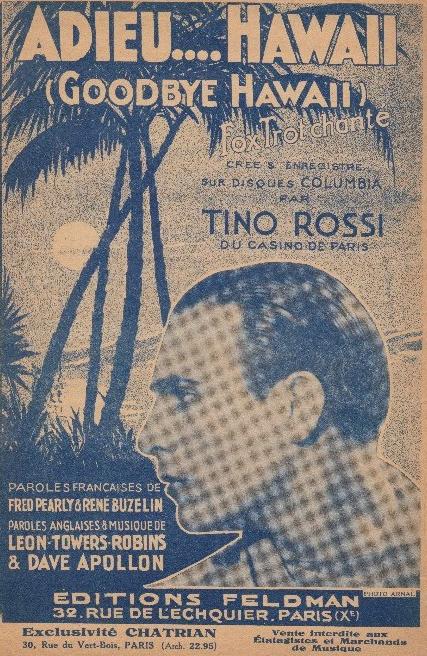 ADIEU.... HAWAII
(GOODBYE HAWAII)
Fox Trot chanté
CRÉÉ & ENREGISTRÉ
SUR DISQUES COLUMBIA
PAR
TINO ROSSI
DU CASINO DE PARIS
PAROLES FRANÇAISES DE
FRED PEARLY & RENÉ BUZELIN
PAROLES ANGLAISES & MUSIQUE DE
LEON-TOWERS-ROBINS
& DAVE APOLLON
PHOTO ARNAL
ÉDITIONS FELDMAN
32. RUE DE L'ÉCHQUIER. PARIS (Xᴱ)
Exclusivité CHATRIAN
30, Rue du Vert-Bois, PARIS (Arch. 22.95)
Vente interdite aux
Étalagistes et Marchands
de Musique